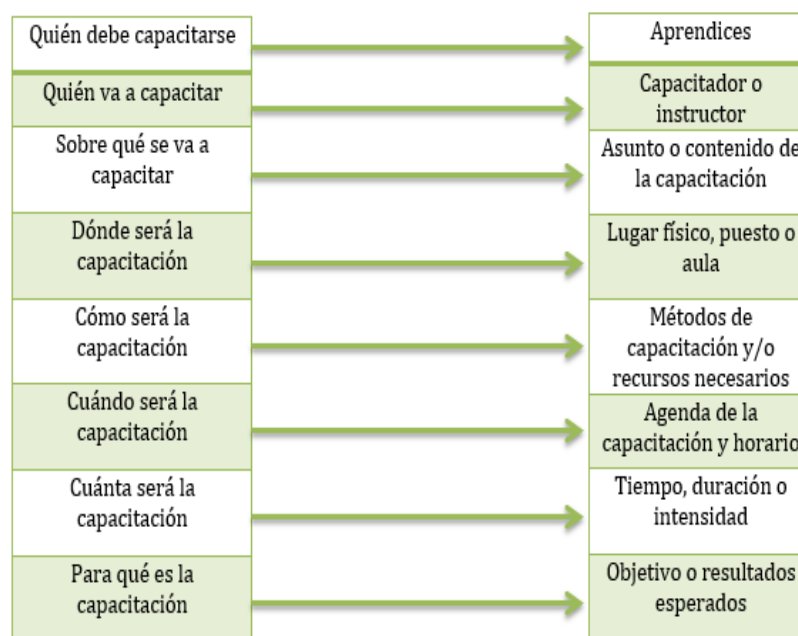 Quién debe capacitarse
Aprendices
Quién va a capacitar
Capacitador o
instructor
Sobre qué se va a
capacitar
Asunto o contenido de
la capacitación
Dónde será la
capacitación
Lugar físico, puesto o
aula
Cómo será la
capacitación
Métodos de
capacitación y/o
recursos necesarios
Cuándo será la
capacitación
Agenda de la
capacitación y horario
Cuánta será la
capacitación
Tiempo, duración o
intensidad
Para qué es la
capacitación
Objetivo o resultados
esperados